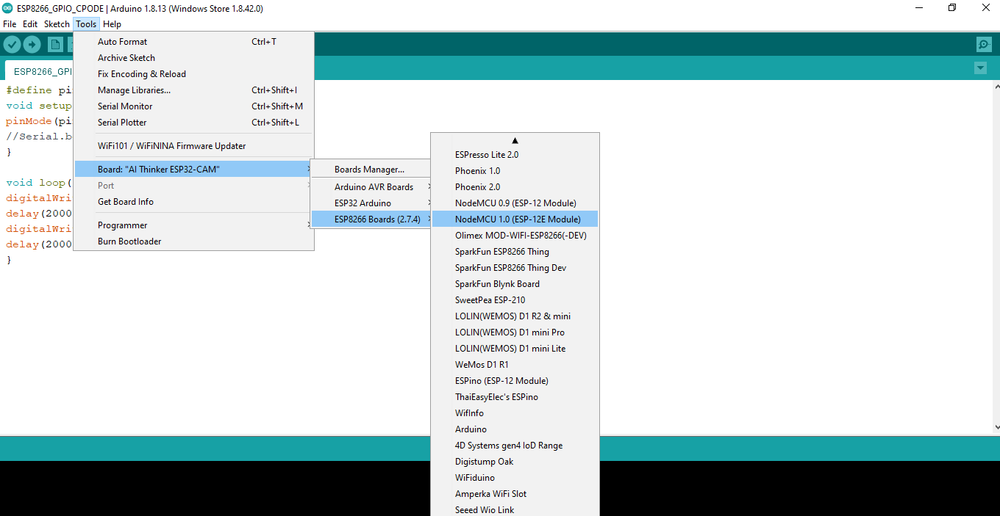 ESP8266_GPIO_CPODE | Arduino 1.8.13 (Windows Store 1.8.42.0)
File Edit Sketch Tools Help
Auto Format Ctrl+T
Archive Sketch
Fix Encoding & Reload
Manage Libraries... Ctrl+Shift+I
Serial Monitor Ctrl+Shift+M
Serial Plotter Ctrl+Shift+L
WiFi101 / WiFiNINA Firmware Updater
Board: "AI Thinker ESP32-CAM"
Port
Get Board Info
Programmer
Burn Bootloader
ESP8266_GPI
#define pi
void setup
pinMode(pi
//Serial.b
}
void loop(
digitalWri
delay(2000
digitalWri
delay(2000
}
Boards Manager...
Arduino AVR Boards
ESP32 Arduino
ESP8266 Boards (2.7.4)
ESPresso Lite 2.0
Phoenix 1.0
Phoenix 2.0
NodeMCU 0.9 (ESP-12 Module)
NodeMCU 1.0 (ESP-12E Module)
Olimex MOD-WIFI-ESP8266(-DEV)
SparkFun ESP8266 Thing
SparkFun ESP8266 Thing Dev
SparkFun Blynk Board
SweetPea ESP-210
LOLIN(WEMOS) D1 R2 & mini
LOLIN(WEMOS) D1 mini Pro
LOLIN(WEMOS) D1 mini Lite
WeMos D1 R1
ESPino (ESP-12 Module)
ThaiEasyElec's ESPino
WifInfo
Arduino
4D Systems gen4 IoD Range
Digistump Oak
WiFiduino
Amperka WiFi Slot
Seeed Wio Link